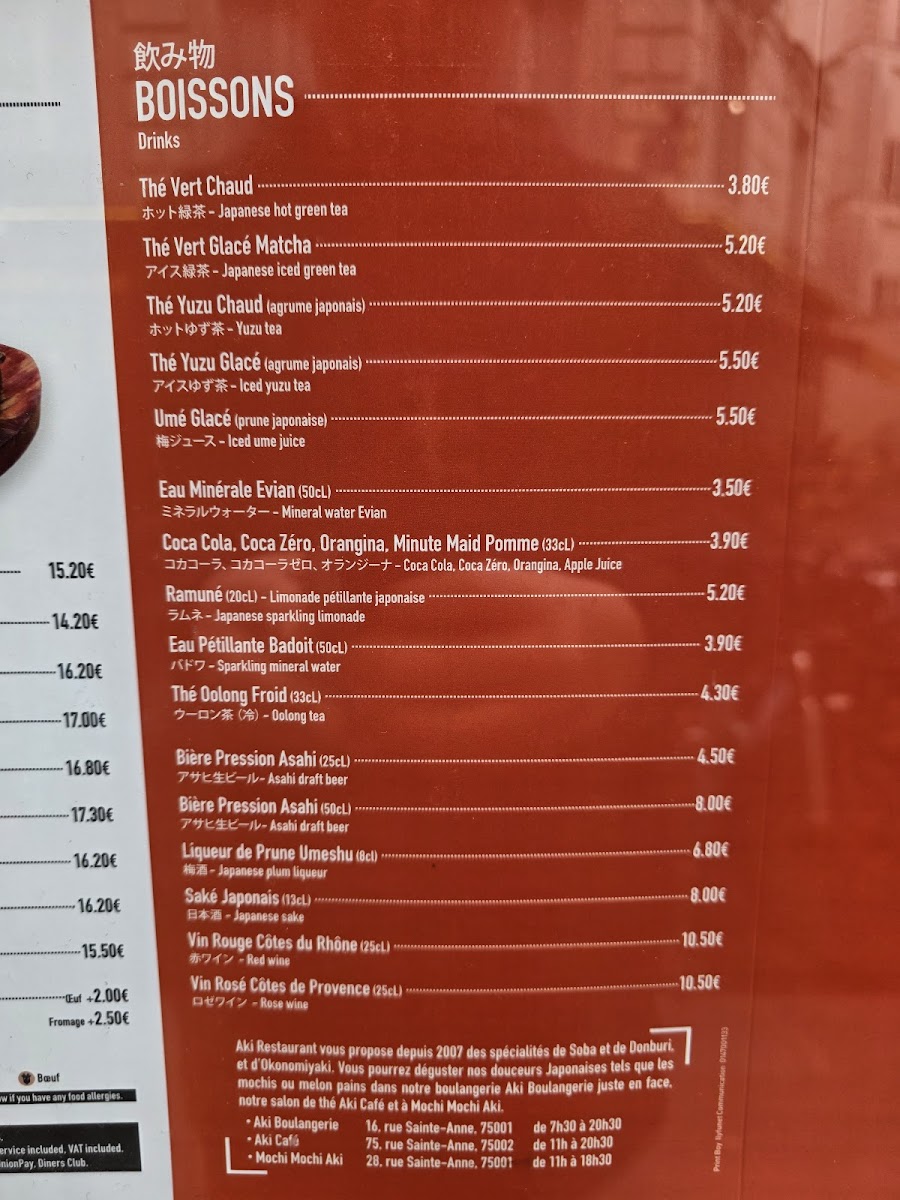 飲み物
BOISSONS
Drinks
Thé Vert Chaud 3.80€
ホット緑茶 - Japanese hot green tea
Thé Vert Glacé Matcha 5.20€
アイス緑茶 - Japanese iced green tea
Thé Yuzu Chaud (agrume japonais) 5.20€
ホットゆず茶 - Yuzu tea
Thé Yuzu Glacé (agrume japonais) 5.50€
アイスゆず茶 - Iced yuzu tea
Umé Glacé (prune japonaise) 5.50€
梅ジュース - Iced ume juice
Eau Minérale Evian (50cL) 3.50€
ミネラルウォーター - Mineral water Evian
Coca Cola, Coca Zéro, Orangina, Minute Maid Pomme (33cL) 3.90€
コカコーラ、コカコーラゼロ、オランジーナ - Coca Cola, Coca Zéro, Orangina, Apple Juice
Ramuné (20cL) - Limonade pétillante japonaise 5.20€
ラムネ - Japanese sparkling limonade
Eau Pétillante Badoit (50cL) 3.90€
バドワ - Sparkling mineral water
Thé Oolong Froid (33cL) 4.30€
ウーロン茶 (冷) - Oolong tea
Bière Pression Asahi (25cL) 4.50€
アサヒ生ビール - Asahi draft beer
Bière Pression Asahi (50cL) 8.00€
アサヒ生ビール - Asahi draft beer
Liqueur de Prune Umeshu (8cl) 6.80€
梅酒 - Japanese plum liqueur
Saké Japonais (13cL) 8.00€
日本酒 - Japanese sake
Vin Rouge Côtes du Rhône (25cL) 10.50€
赤ワイン - Red wine
Vin Rosé Côtes de Provence (25cL) 10.50€
ロゼワイン - Rose wine
Aki Restaurant vous propose depuis 2007 des spécialités de Soba et de Donburi,
et d'Okonomiyaki. Vous pourrez déguster nos douceurs Japonaises tels que les
mochis ou melon pains dans notre boulangerie Aki Boulangerie juste en face,
notre salon de thé Aki Café et à Mochi Mochi Aki.
• Aki Boulangerie 16, rue Sainte-Anne, 75001 de 7h30 à 20h30
• Aki Café 75, rue Sainte-Anne, 75002 de 11h à 20h30
• Mochi Mochi Aki 28, rue Sainte-Anne, 75001 de 11h à 18h30
15.20€
14.20€
16.20€
17.00€
16.80€
17.30€
16.20€
16.20€
15.50€
Œuf +2.00€
Fromage +2.50€
Bœuf
if you have any food allergies.
service included, VAT included.
UnionPay, Diners Club.